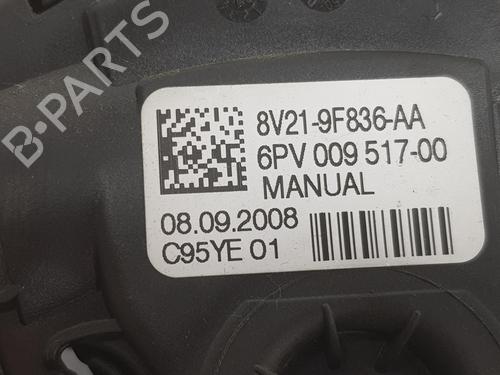 B-PARTS
8V21-9F836-AA
6PV 009 517-00
MANUAL
08.09.2008
C95YE 01